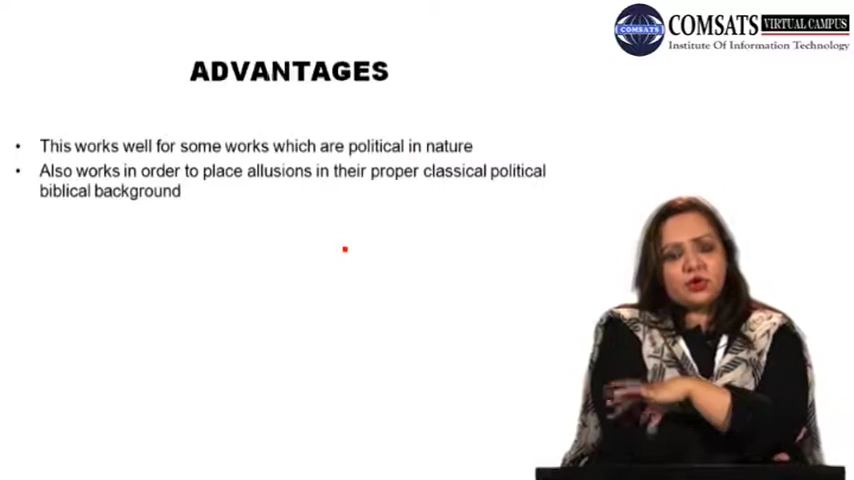 COMSATS VIRTUAL CAMPUS
COMSATS
Institute Of Information Technology
ADVANTAGES
• This works well for some works which are political in nature
• Also works in order to place allusions in their proper classical political
biblical background